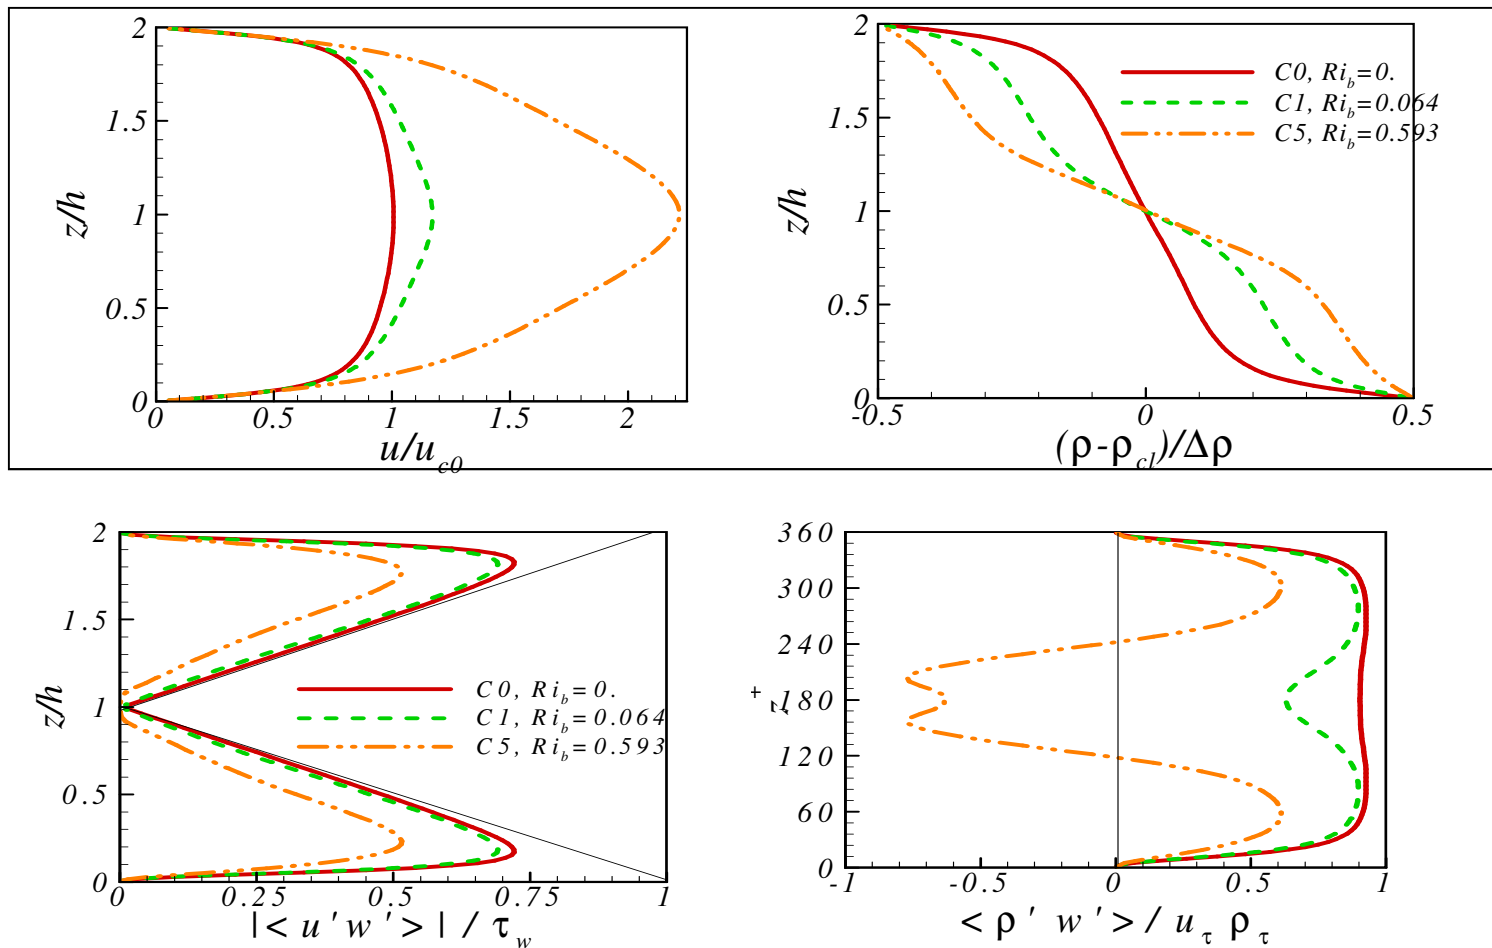 2
1.5
1
0.5
0
z/h
0 0.5 1 1.5 2
u/u_c0
2
1.5
1
0.5
0
z/h
C0, Ri_b=0.
C1, Ri_b=0.064
C5, Ri_b=0.593
-0.5 0 0.5
(ρ-ρ_cl)/Δρ
2
1.5
1
0.5
0
z/h
C0, Ri_b=0.
C1, Ri_b=0.064
C5, Ri_b=0.593
0 0.25 0.5 0.75 1
|<u'w'>|/τ_w
360
300
240
180
120
60
0
z+
-1 -0.5 0 0.5 1
<ρ' w'>/u_τ ρ_τ